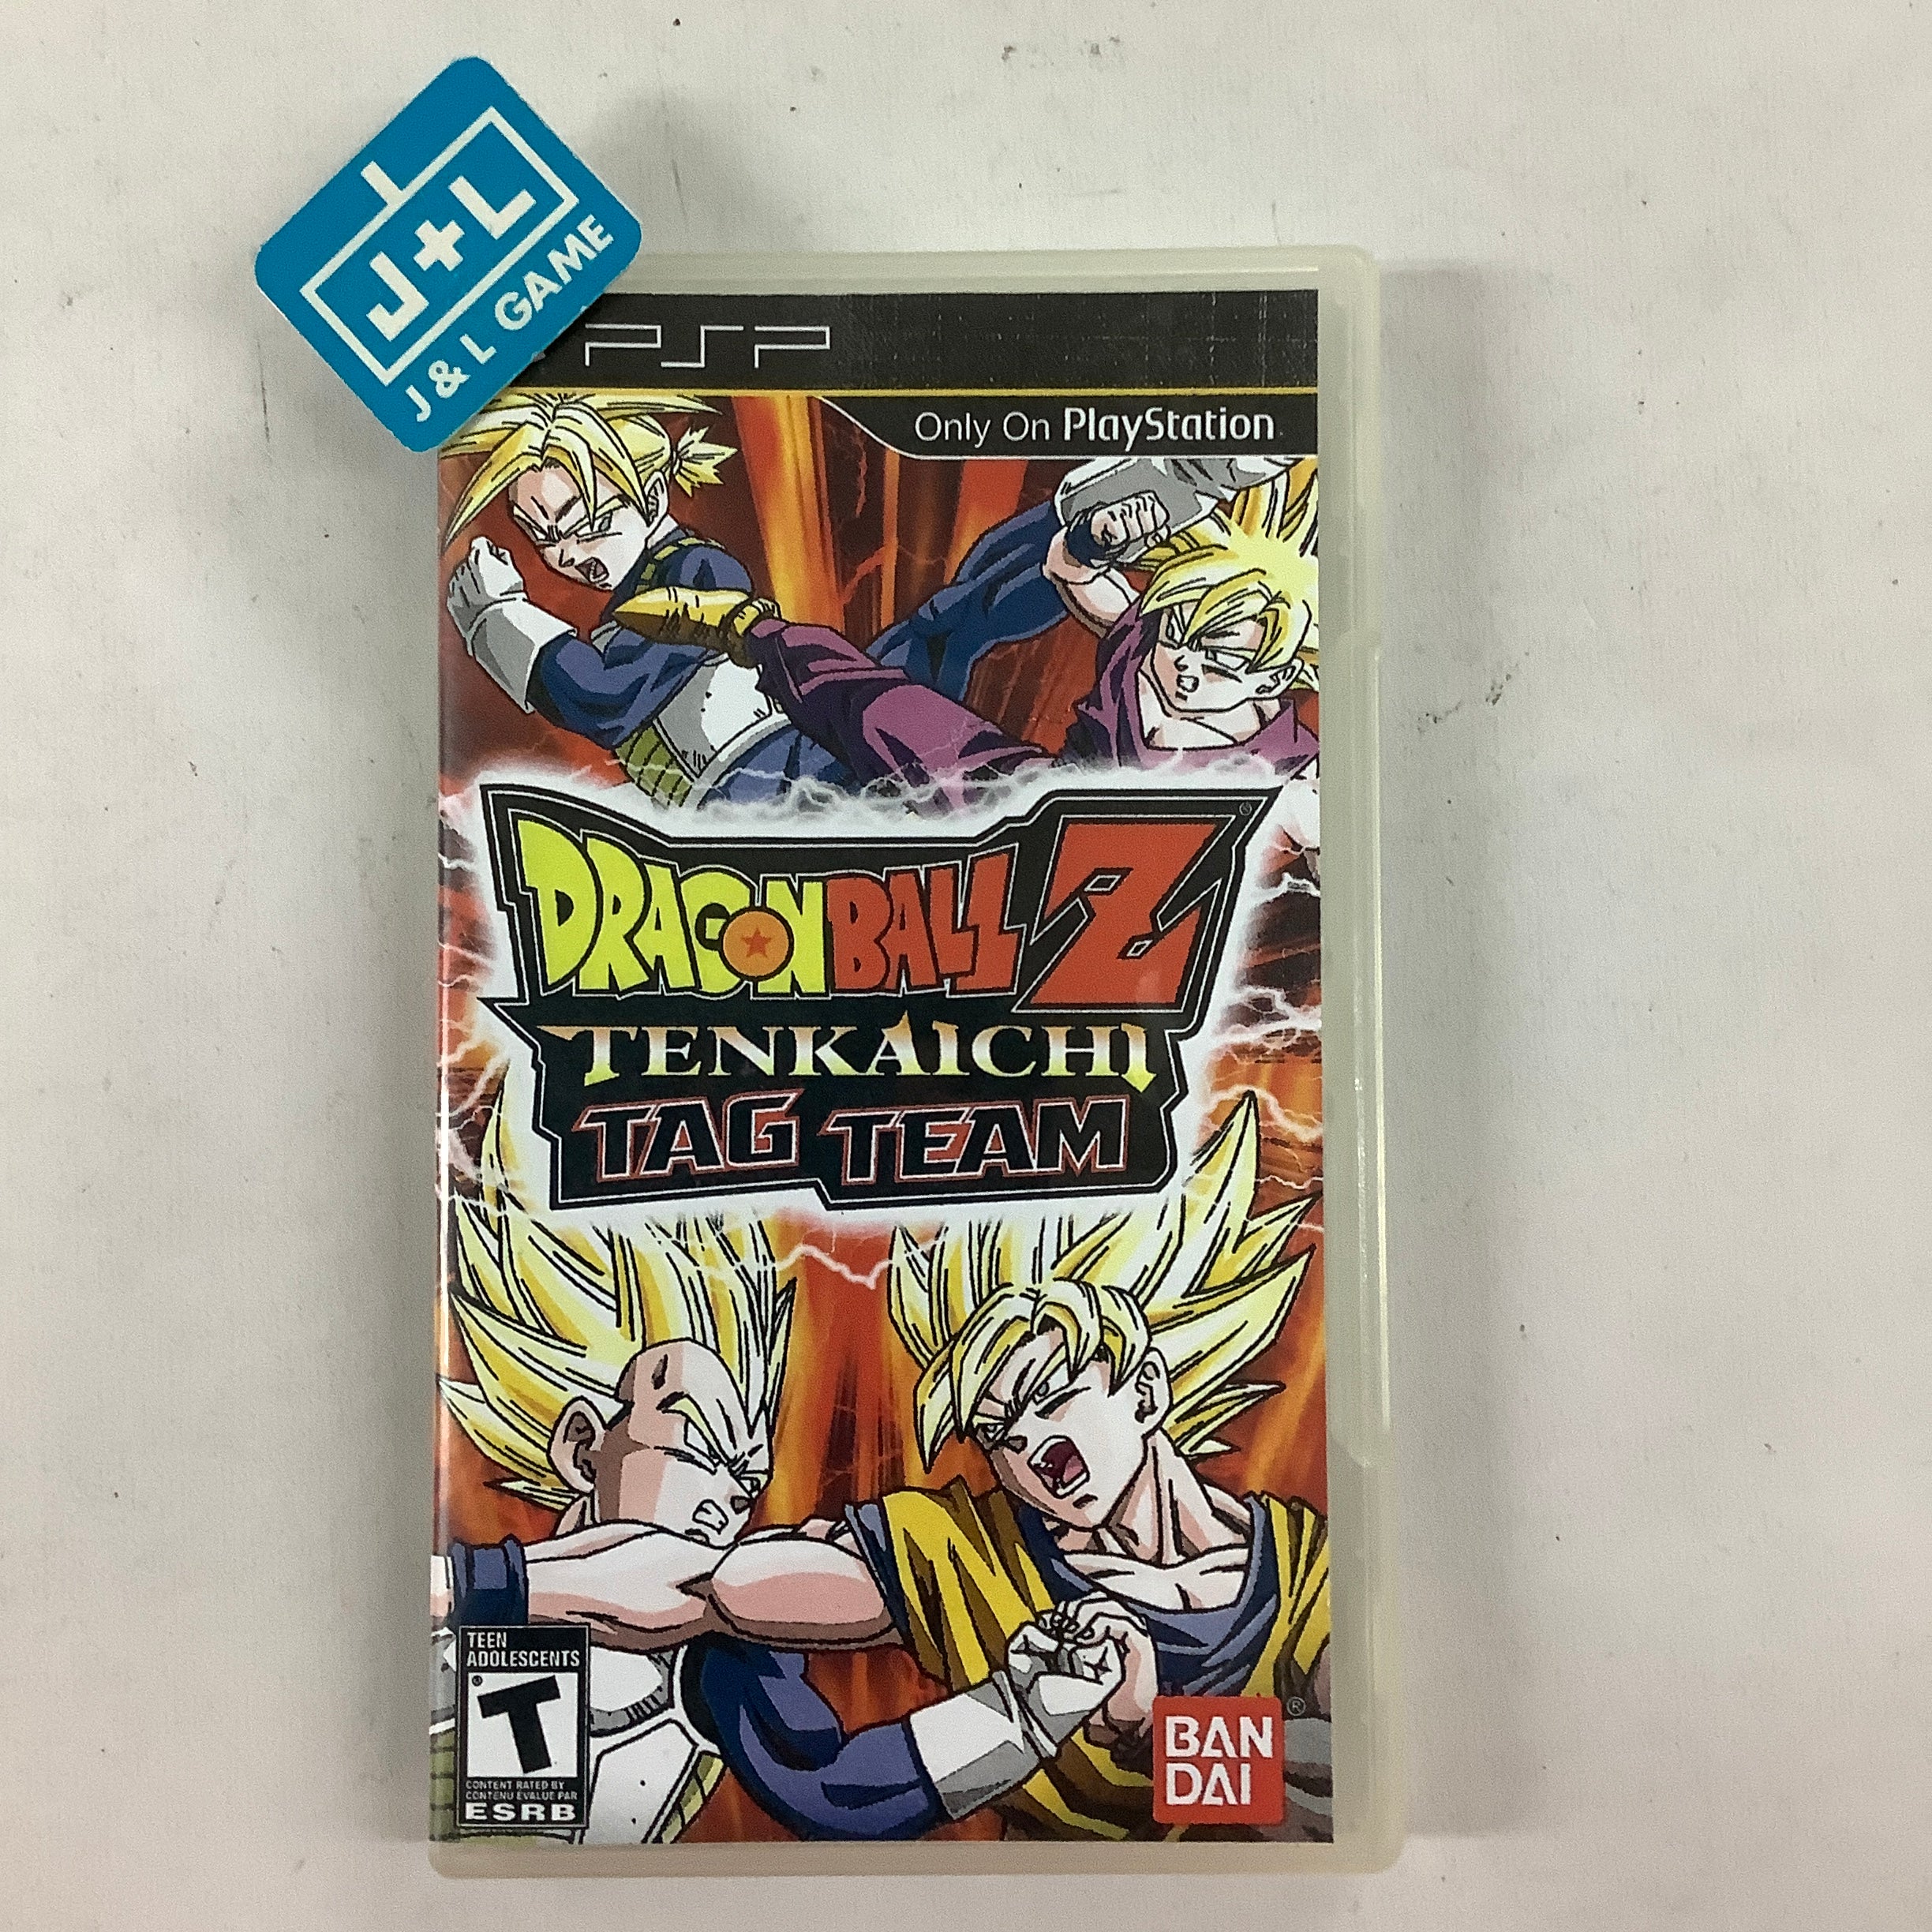 J+L
J & L GAME
PSP
Only On PlayStation
DRAGON BALL Z
®
TENKAICHI
TAG TEAM
TEEN
ADOLESCENTS
®
T
CONTENT RATED BY
CONTENU ÉVALUÉ PAR
ESRB
BAN
DAI
®